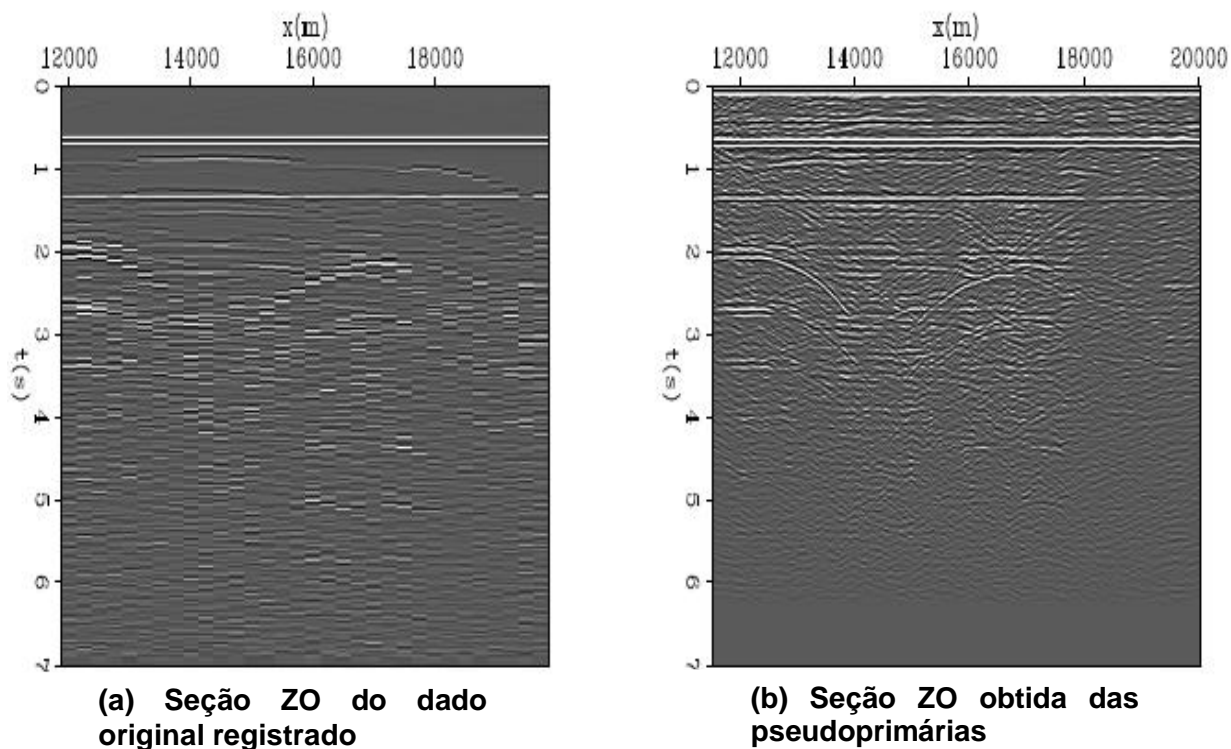 x(m)
12000 14000 16000 18000
0
1
2
3
4
5
6
7
t(s)
(a) Seção ZO do dado
original registrado
x(m)
12000 14000 16000 18000 20000
0
1
2
3
4
5
6
7
t(s)
(b) Seção ZO obtida das
pseudoprimárias